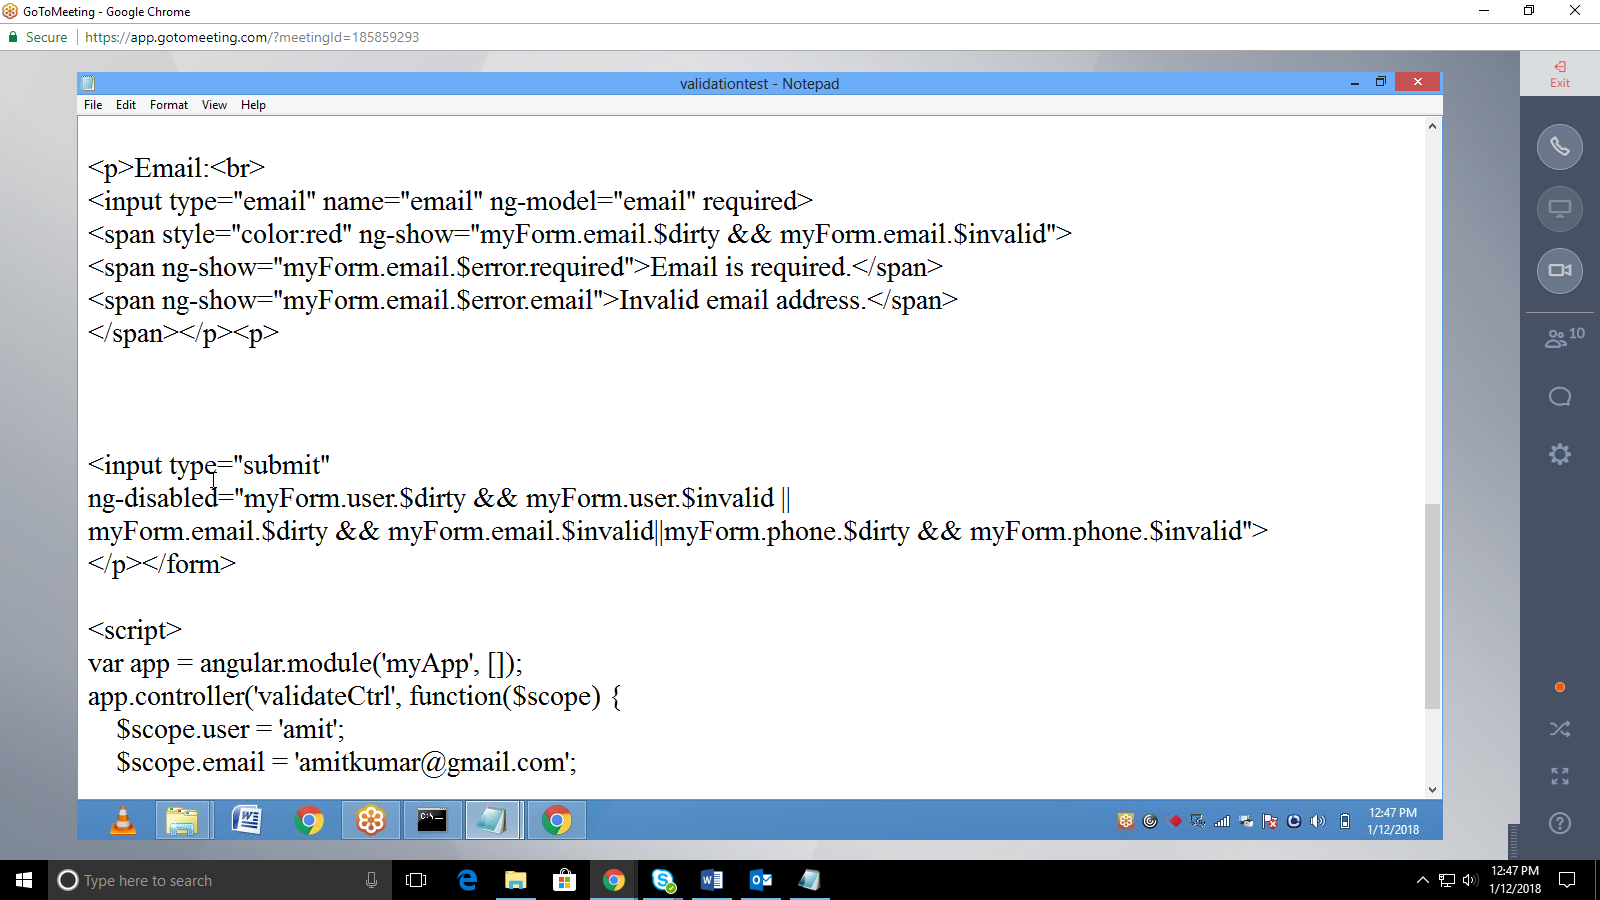 GoToMeeting - Google Chrome
Secure | https://app.gotomeeting.com/?meetingId=185859293
Exit
validationtest - Notepad
File Edit Format View Help
<p>Email:<br>
<input type="email" name="email" ng-model="email" required>
<span style="color:red" ng-show="myForm.email.$dirty && myForm.email.$invalid">
<span ng-show="myForm.email.$error.required">Email is required.</span>
<span ng-show="myForm.email.$error.email">Invalid email address.</span>
</span></p><p>
<input type="submit"
ng-disabled="myForm.user.$dirty && myForm.user.$invalid ||
myForm.email.$dirty && myForm.email.$invalid||myForm.phone.$dirty && myForm.phone.$invalid">
</p></form>
<script>
var app = angular.module('myApp', []);
app.controller('validateCtrl', function($scope) {
$scope.user = 'amit';
$scope.email = 'amitkumar@gmail.com';
10
12:47 PM
1/12/2018
Type here to search
12:47 PM
1/12/2018